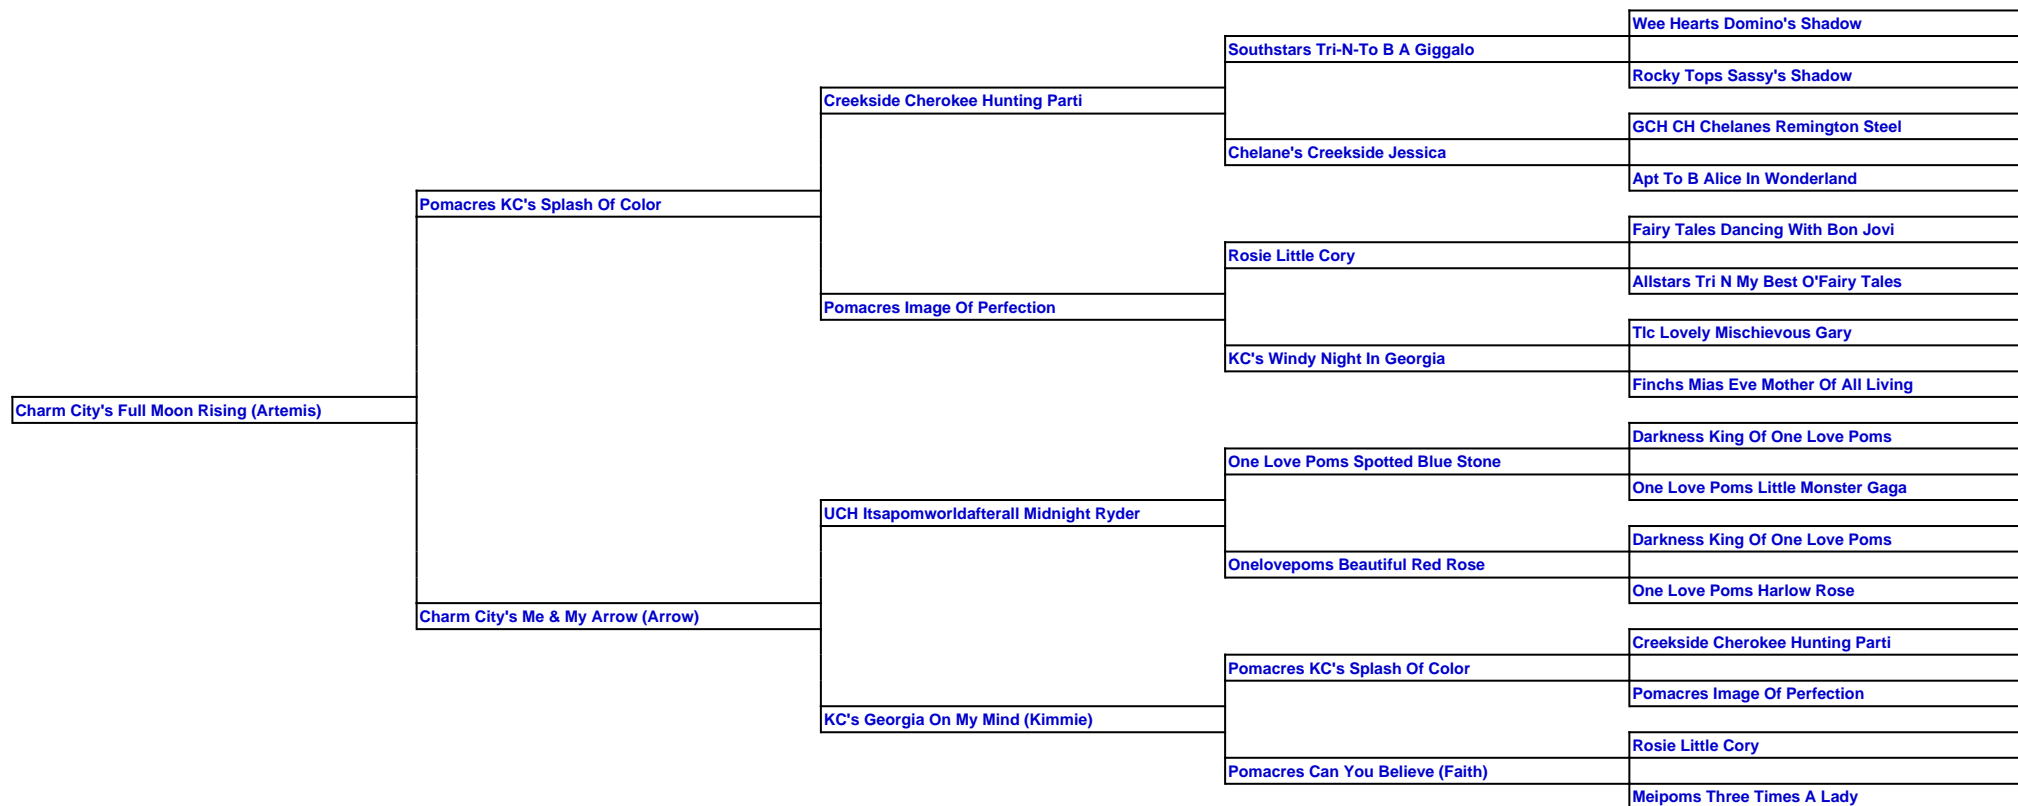 Wee Hearts Domino's Shadow
Southstars Tri-N-To B A Giggalo
Rocky Tops Sassy's Shadow
Creekside Cherokee Hunting Parti
GCH CH Chelanes Remington Steel
Chelane's Creekside Jessica
Apt To B Alice In Wonderland
Pomacres KC's Splash Of Color
Fairy Tales Dancing With Bon Jovi
Rosie Little Cory
Allstars Tri N My Best O'Fairy Tales
Pomacres Image Of Perfection
Tlc Lovely Mischievous Gary
KC's Windy Night In Georgia
Finchs Mias Eve Mother Of All Living
Charm City's Full Moon Rising (Artemis)
Darkness King Of One Love Poms
One Love Poms Spotted Blue Stone
One Love Poms Little Monster Gaga
UCH Itsapomworldafterall Midnight Ryder
Darkness King Of One Love Poms
Onelovepoms Beautiful Red Rose
One Love Poms Harlow Rose
Charm City's Me & My Arrow (Arrow)
Creekside Cherokee Hunting Parti
Pomacres KC's Splash Of Color
Pomacres Image Of Perfection
KC's Georgia On My Mind (Kimmie)
Rosie Little Cory
Pomacres Can You Believe (Faith)
Meipoms Three Times A Lady